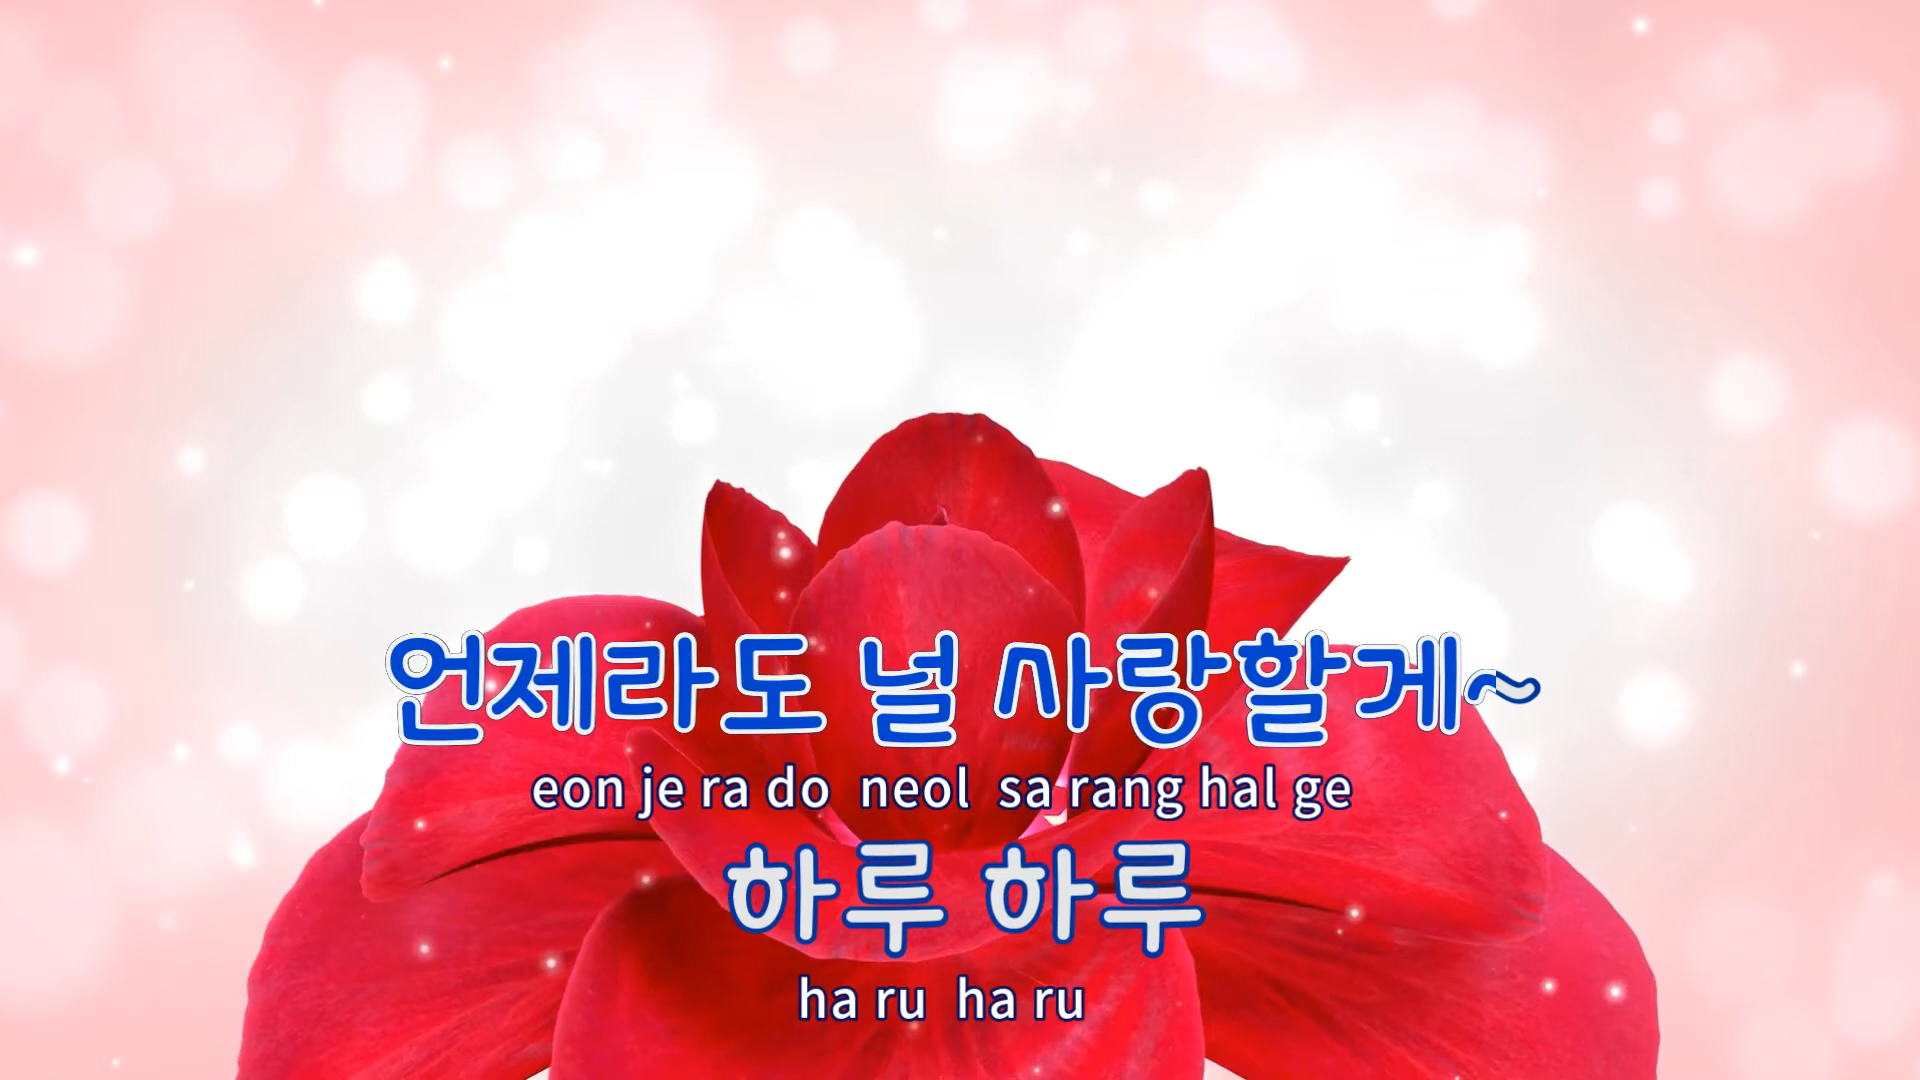 언제라도 널 사랑할게~
eon je ra do neol sa rang hal ge
하루 하루
ha ru ha ru